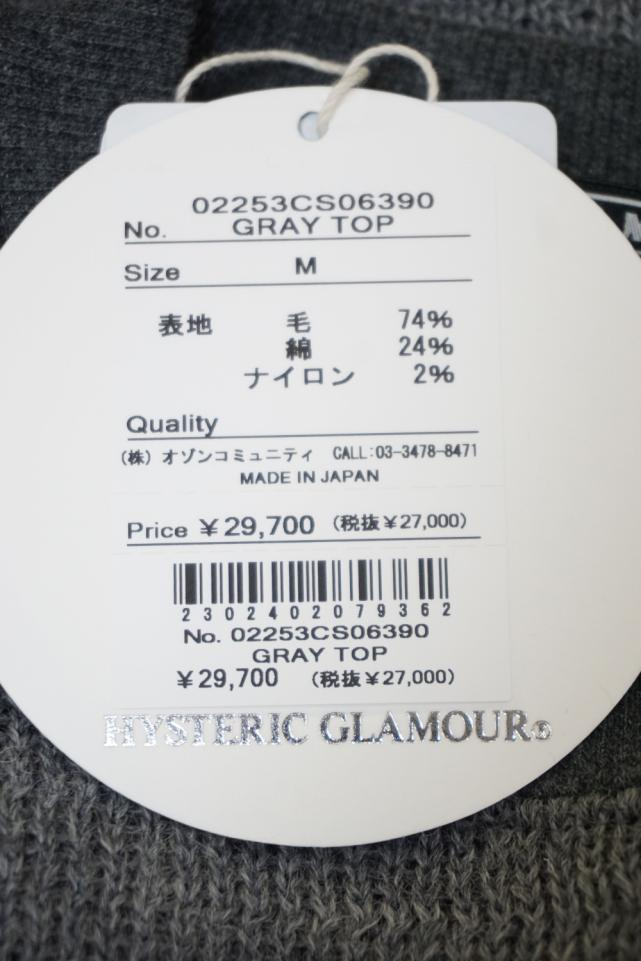 02253CS06390
No. GRAY TOP
Size M
表地 毛 74%
綿 24%
ナイロン 2%
Quality
(株) オゾンコミュニティ CALL:03-3478-8471
MADE IN JAPAN
Price ¥29,700 (税抜¥27,000)
2302402079362
No. 02253CS06390
GRAY TOP
¥29,700 (税抜¥27,000)
HYSTERIC GLAMOUR®